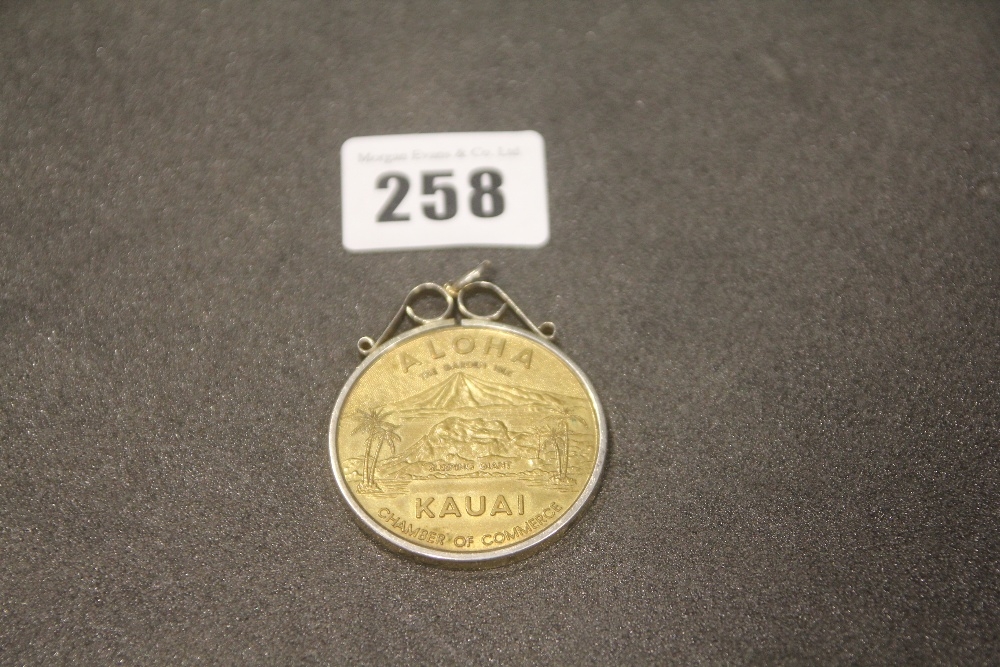 Morgan Evans & Co. Ltd
258
ALOHA
THE GARDEN ISLE
SLEEPING GIANT
KAUAI
CHAMBER OF COMMERCE